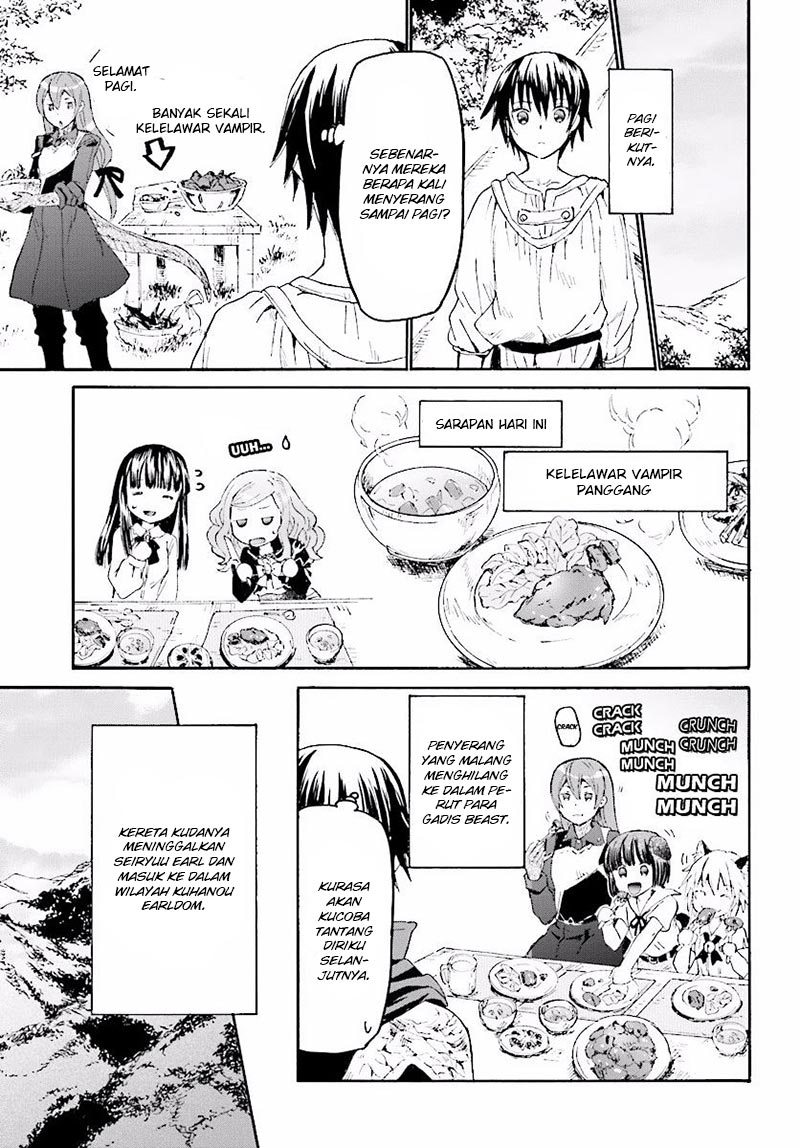 PAGI
BERI-
KUT-
NYA.
SEBENAR-
NYA MEREKA
BERAPA KALI
MENYERANG
SAMPAI PAGI?
SELAMAT
PAGI.
BANYAK SEKALI
KELELAWAR VAMPIR.
SARAPAN HARI INI
KELELAWAR VAMPIR
PANGGANG
UUH...
CRACK
CRACK
CRACK
CRUNCH
CRUNCH
MUNCH
MUNCH
MUNCH
MUNCH
PENYERANG
YANG MALANG
MENGHILANG
KE DALAM PE-
RUT PARA
GADIS BEAST.
KURASA
AKAN
KUCOBA
TANTANG
DIRIKU
SELAN-
JUTNYA.
KERETA KUDANYA
MENINGGALKAN
SEIRYUU EARL DAN
MASUK KE DALAM
WILAYAH KUHANOU
EARLDOM.